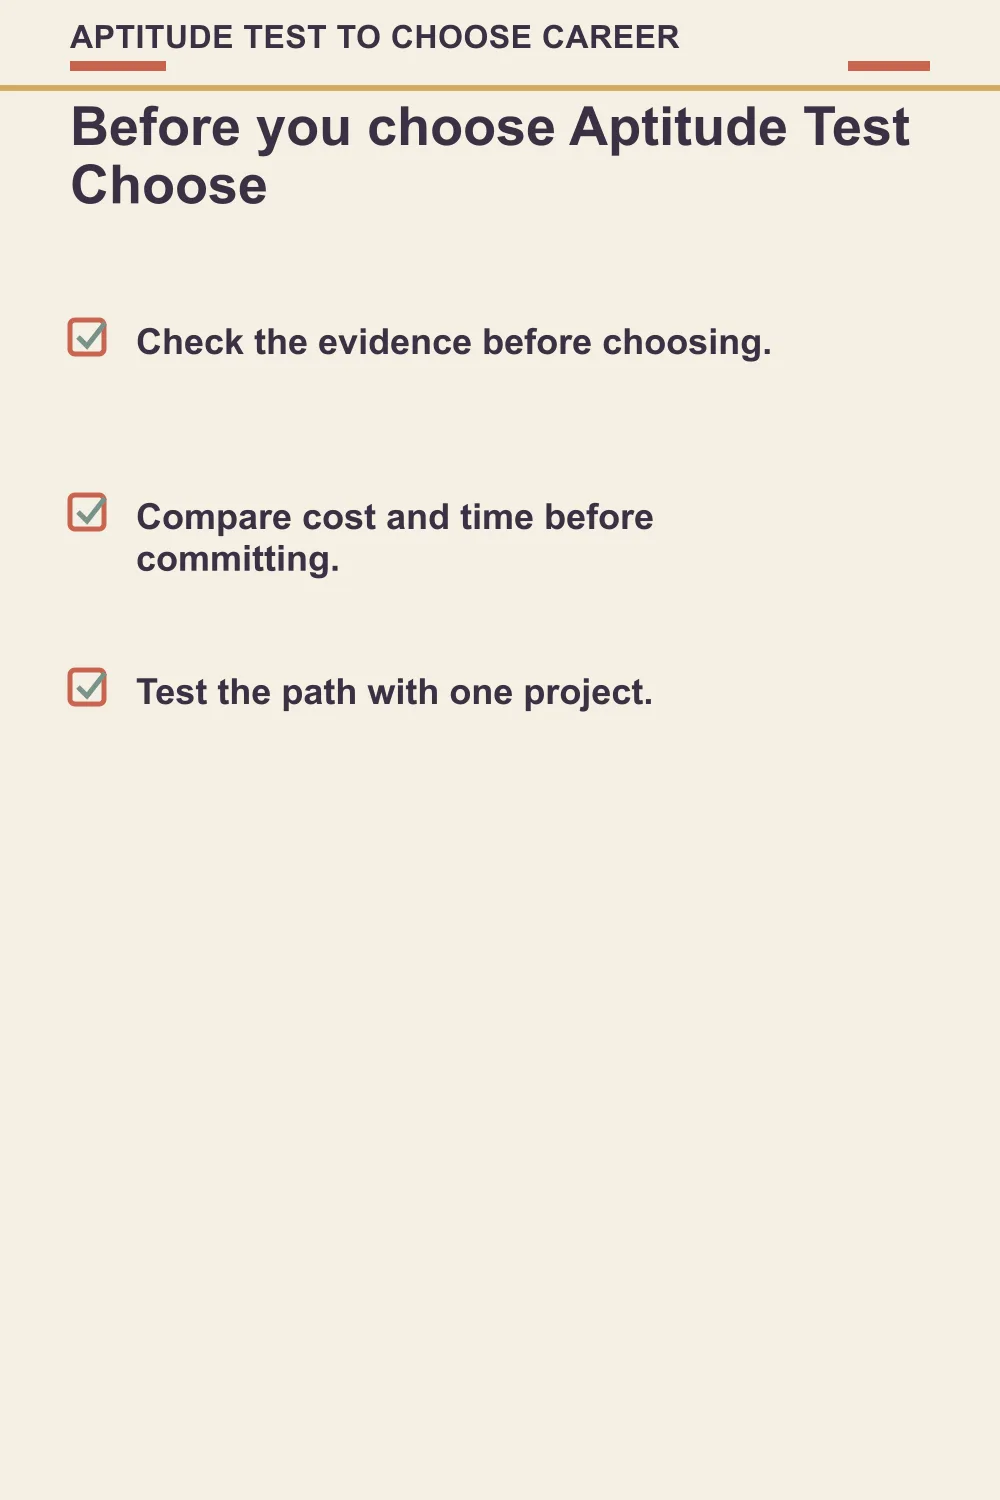 APTITUDE TEST TO CHOOSE CAREER
Before you choose Aptitude Test
Choose
Check the evidence before choosing.
Compare cost and time before
committing.
Test the path with one project.